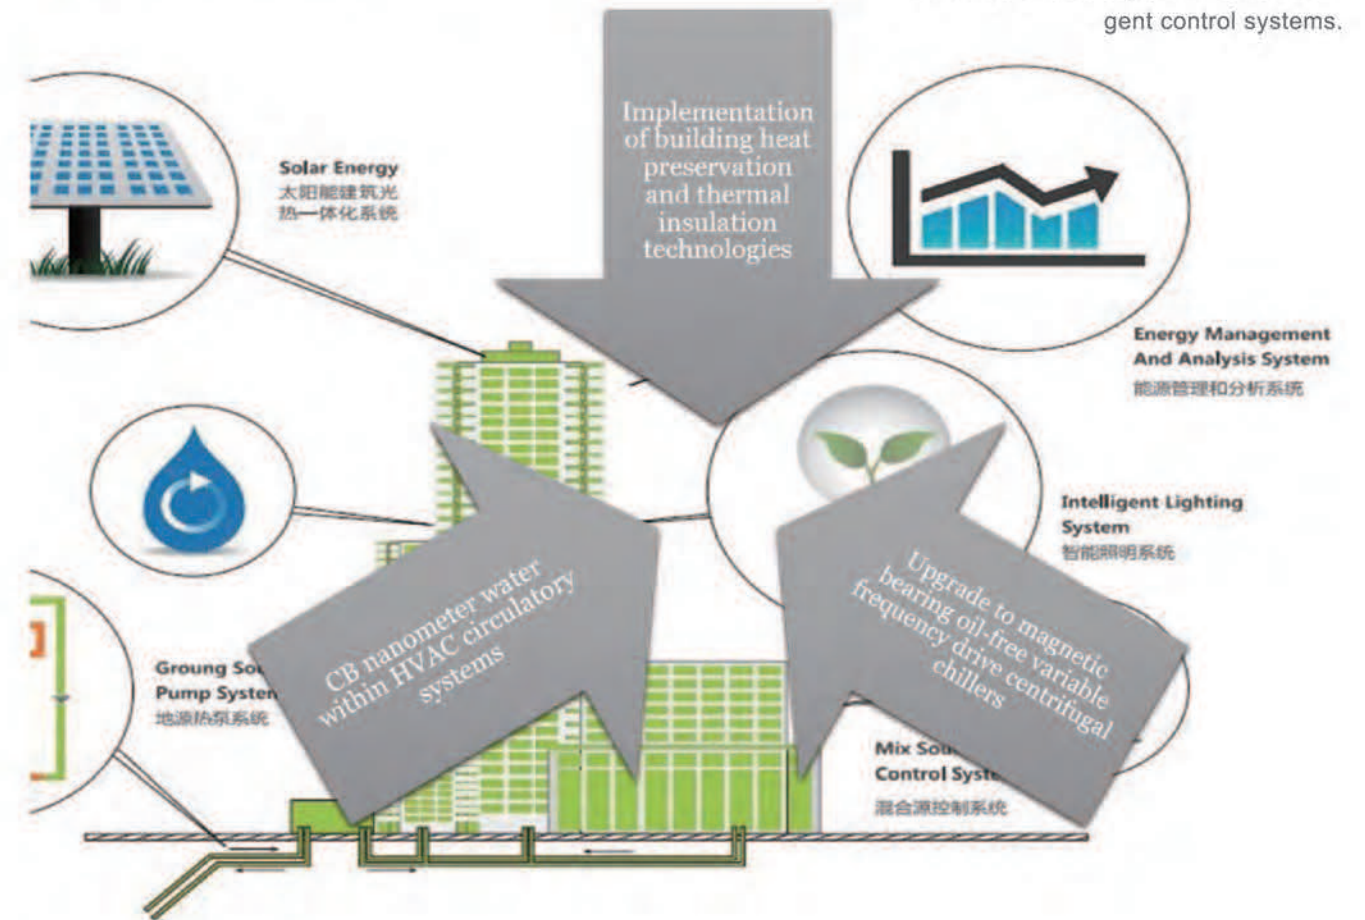 gent control systems.
Implementation
of building heat
preservation
and thermal
insulation
technologies
Solar Energy
太阳能建筑光
热一体化系统
Energy Management
And Analysis System
能源管理和分析系统
Intelligent Lighting
System
智能照明系统
CB nanometer water
within HVAC circulatory
systems
Upgrade to magnetic
bearing oil-free variable
frequency drive centrifugal
chillers
Groung
Pump
地源热泵系统
Mix
Control
混合源控制系统